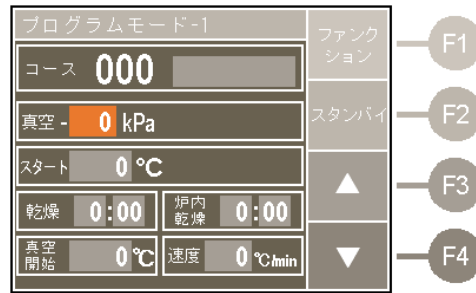 プログラムモード-1
コース 000
真空 - 0 kPa
スタート 0 ℃
乾燥 0:00
炉内
乾燥 0:00
真空
開始 0℃
速度 0 ℃/min
ファンク
ション
スタンバイ
▲
▼
F1
F2
F3
F4